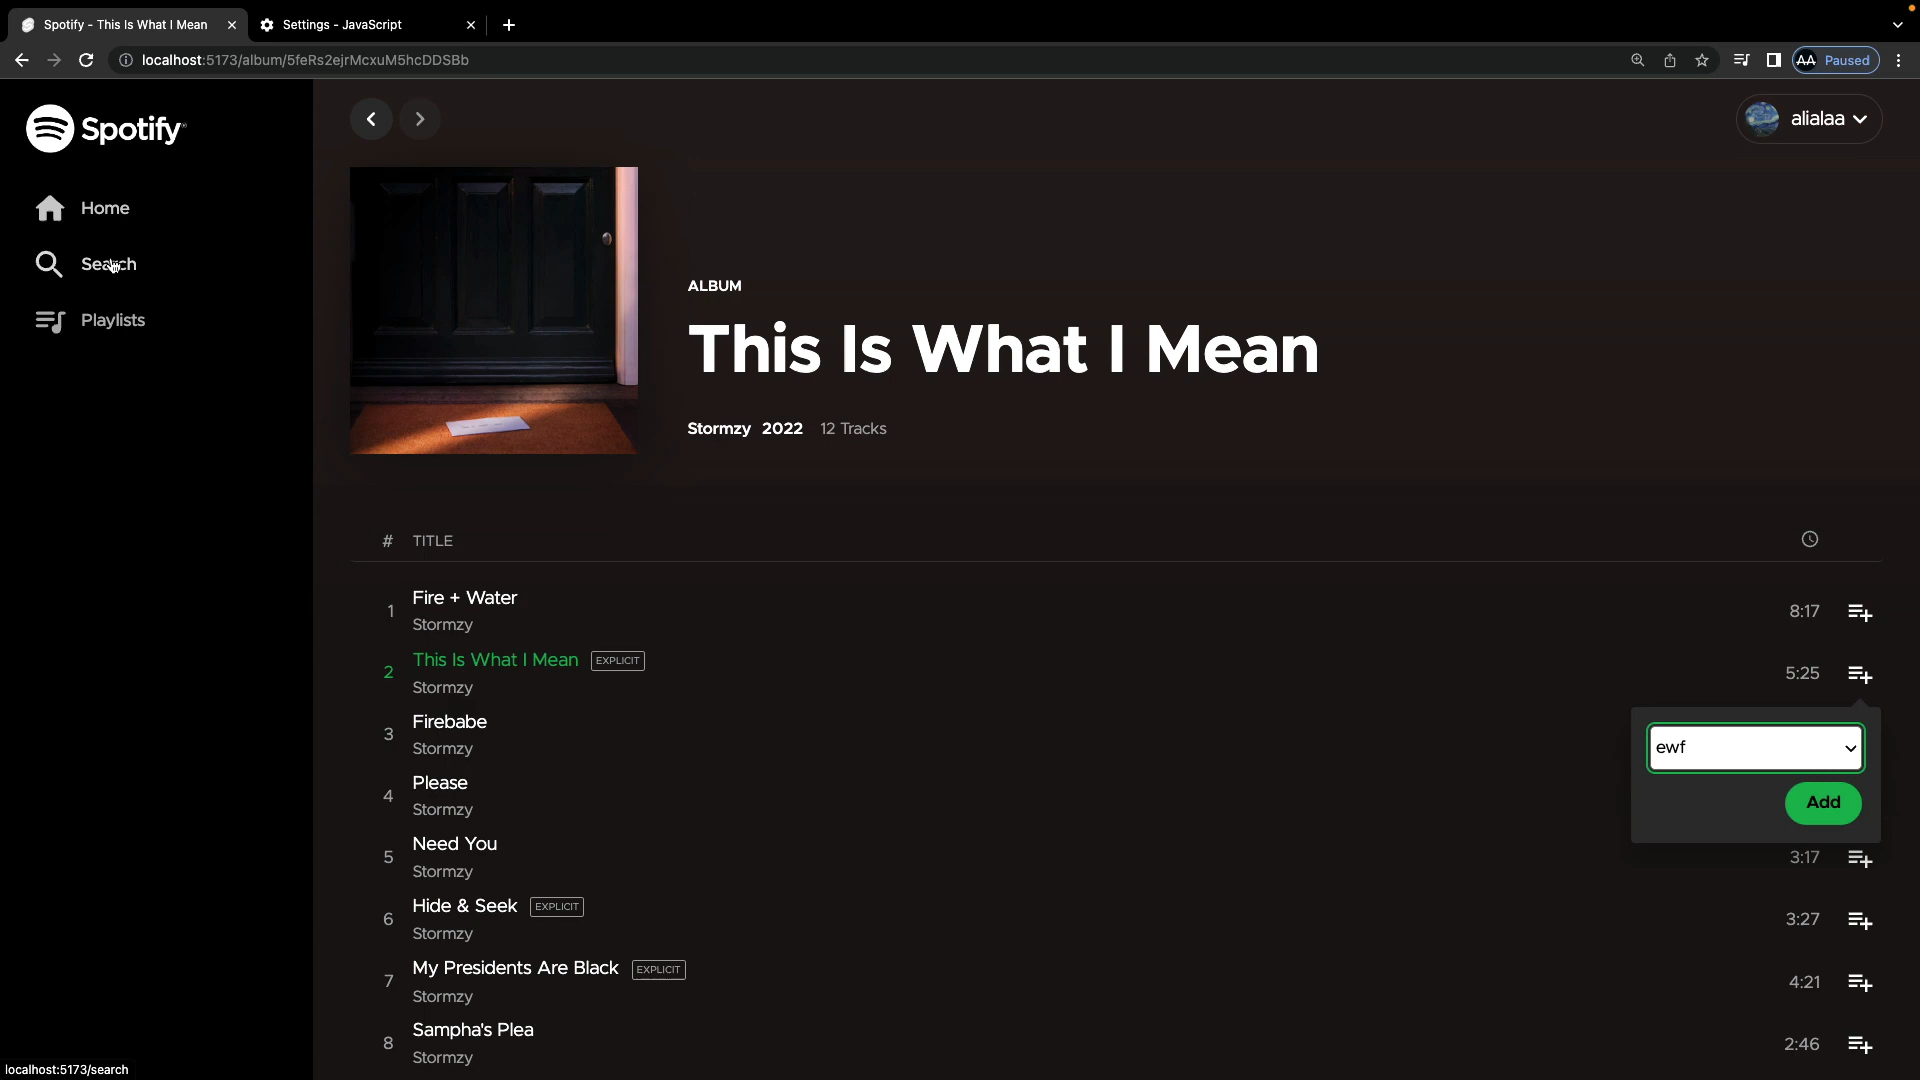 Spotify - This Is What I Mean
Settings - JavaScript
localhost:5173/album/5feRs2ejrMcxuM5hcDDSBb
AA Paused
Spotify
alialaa
Home
Search
Playlists
ALBUM
This Is What I Mean
Stormzy 2022 12 Tracks
# TITLE
1 Fire + Water 8:17
Stormzy
2 This Is What I Mean EXPLICIT 5:25
Stormzy
3 Firebabe
Stormzy
ewf
4 Please
Stormzy
Add
5 Need You 3:17
Stormzy
6 Hide & Seek EXPLICIT 3:27
Stormzy
7 My Presidents Are Black EXPLICIT 4:21
Stormzy
8 Sampha's Plea 2:46
Stormzy
localhost:5173/search